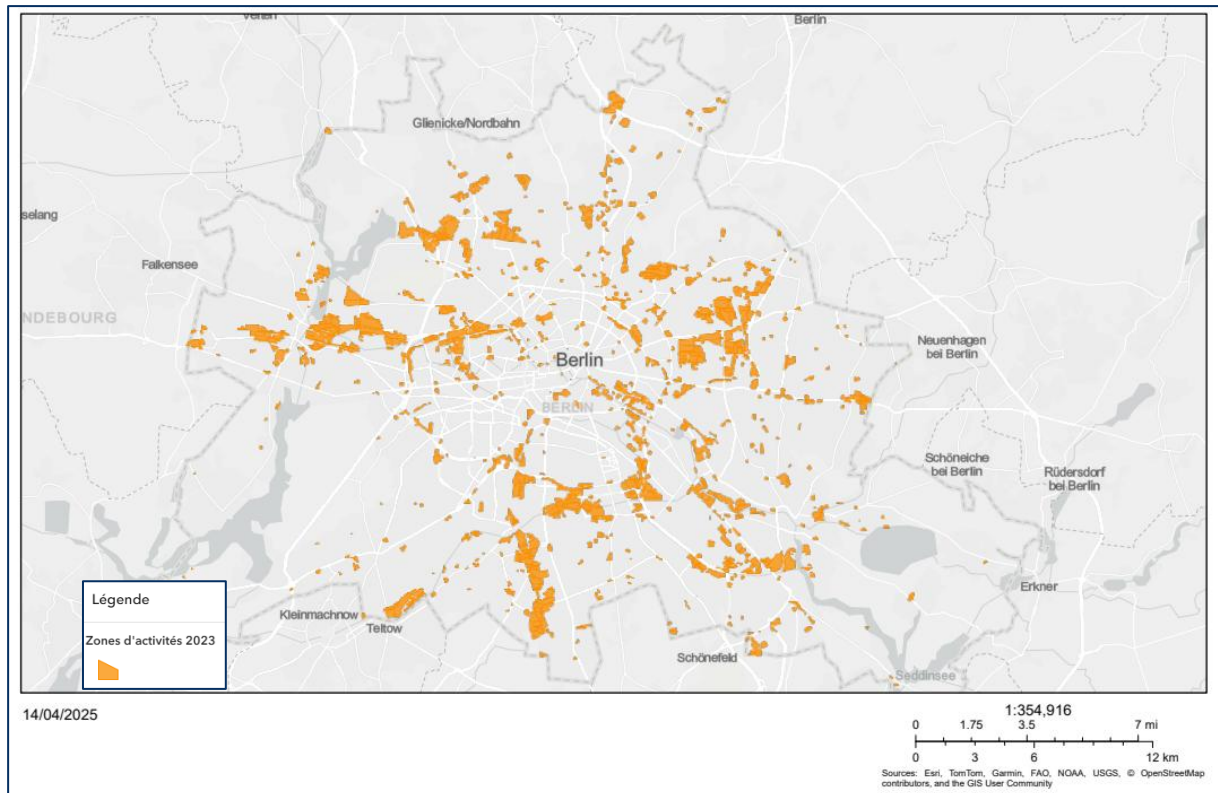 Velten
Berlin
Glienicke/Nordbahn
selang
Falkensee
NDEBOURG
Neuenhagen
bei Berlin
Berlin
BERLIN
Schöneiche
bei Berlin
Rüdersdorf
bei Berlin
Erkner
Kleinmachnow
Teltow
Schönefeld
Seddinsee
Légende
Zones d'activités 2023
14/04/2025
1:354,916
0 1.75 3.5 7 mi
0 3 6 12 km
Sources: Esri, TomTom, Garmin, FAO, NOAA, USGS, © OpenStreetMap
contributors, and the GIS User Community